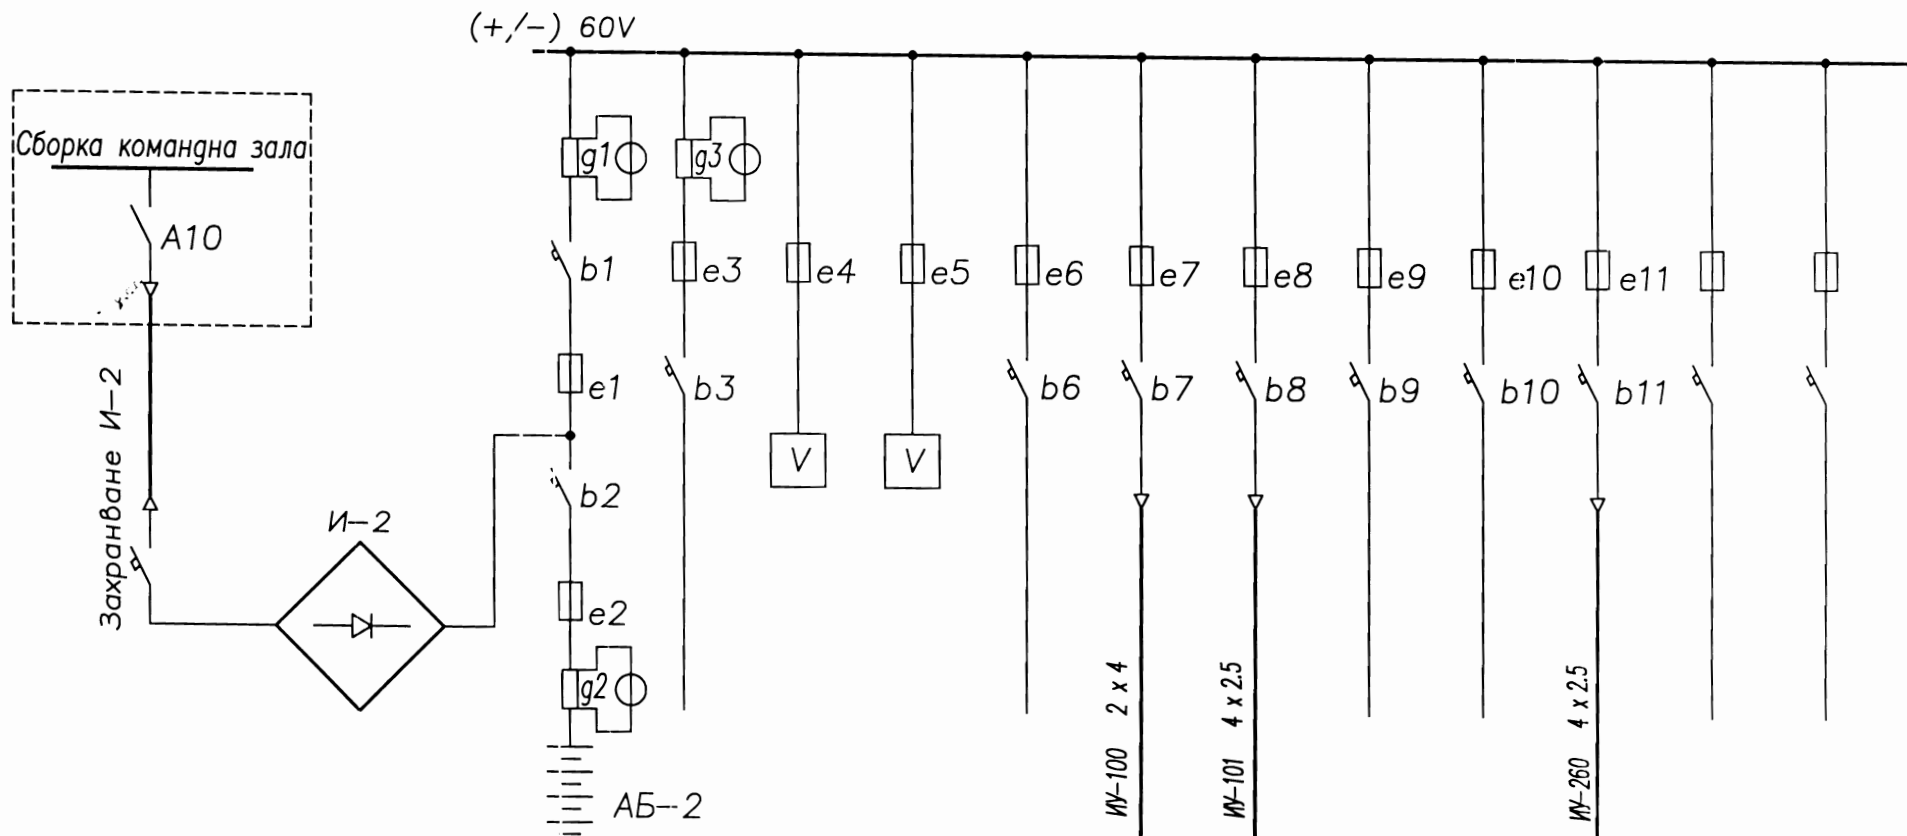 (+,/-) 60V
Сборка командна зала
A10
Захранване И-2
И-2
g1
g3
b1
e1
b2
e2
g2
АБ--2
e3
b3
e4
V
e5
V
e6
b6
e7
b7
e8
b8
e9
b9
e10
b10
e11
b11
ИУ-100 2 x 4
ИУ-101 4 x 2.5
ИУ-260 4 x 2.5